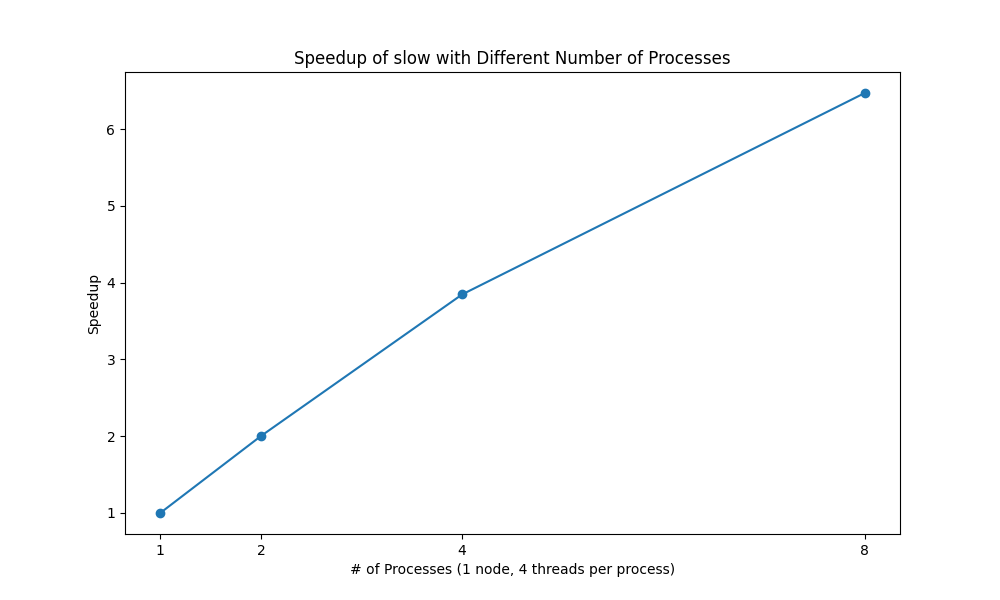 Speedup of slow with Different Number of Processes
Speedup
6
5
4
3
2
1
1 2 4 8
# of Processes (1 node, 4 threads per process)